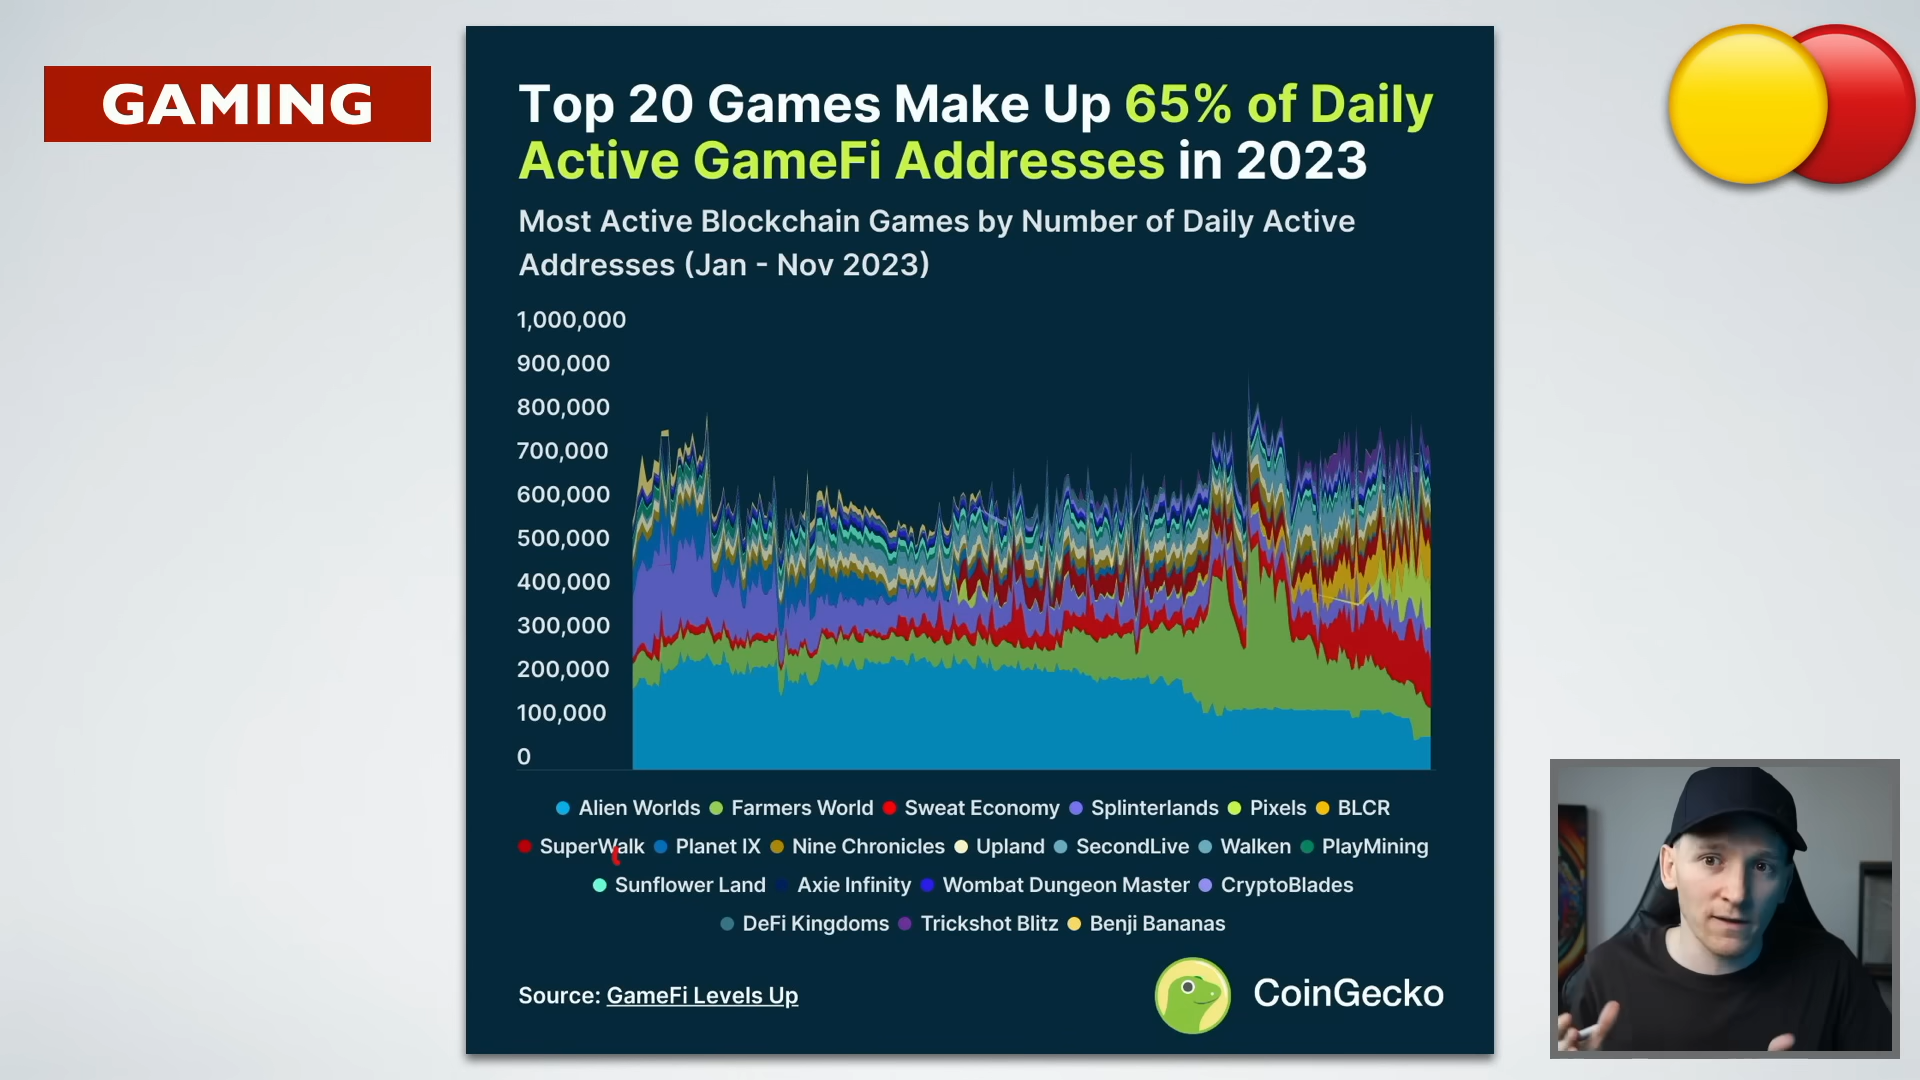 GAMING
Top 20 Games Make Up 65% of Daily
Active GameFi Addresses in 2023
Most Active Blockchain Games by Number of Daily Active
Addresses (Jan - Nov 2023)
1,000,000
900,000
800,000
700,000
600,000
500,000
400,000
300,000
200,000
100,000
0
Alien Worlds Farmers World Sweat Economy Splinterlands Pixels BLCR
SuperWalk Planet IX Nine Chronicles Upland SecondLive Walken PlayMining
Sunflower Land Axie Infinity Wombat Dungeon Master CryptoBlades
DeFi Kingdoms Trickshot Blitz Benji Bananas
Source: GameFi Levels Up
CoinGecko